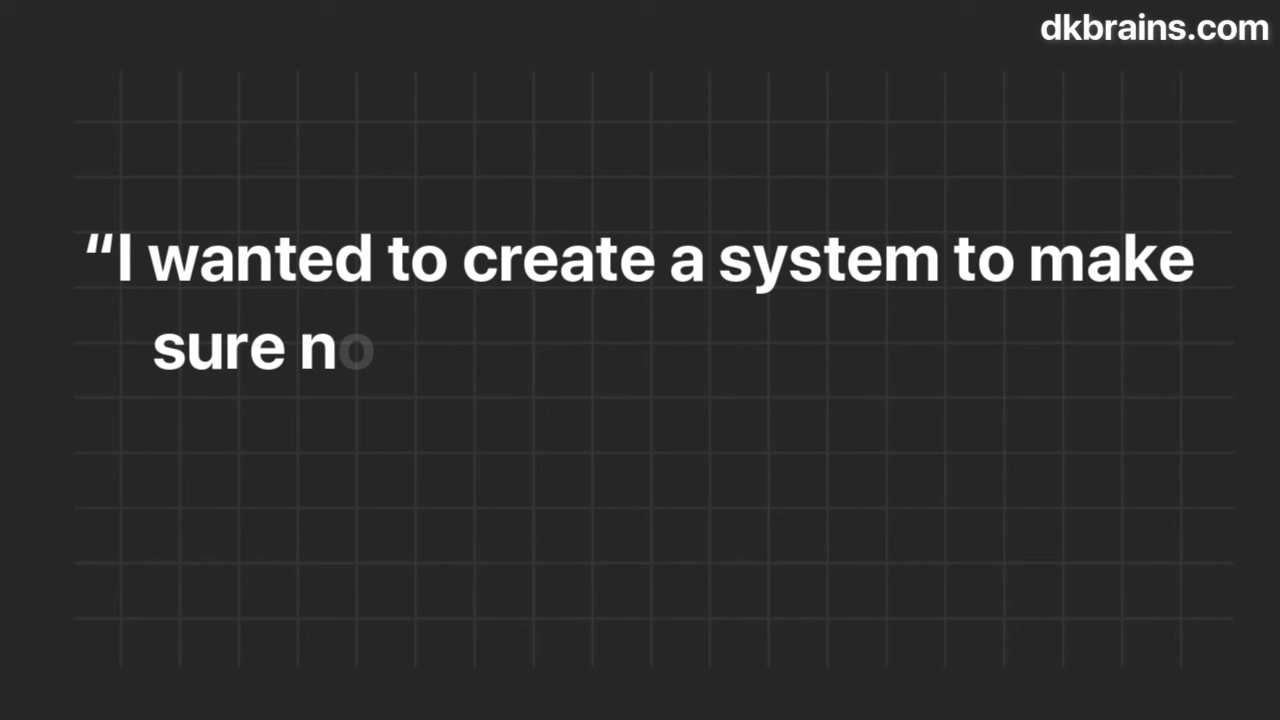 dkbrains.com
“I wanted to create a system to make
sure no